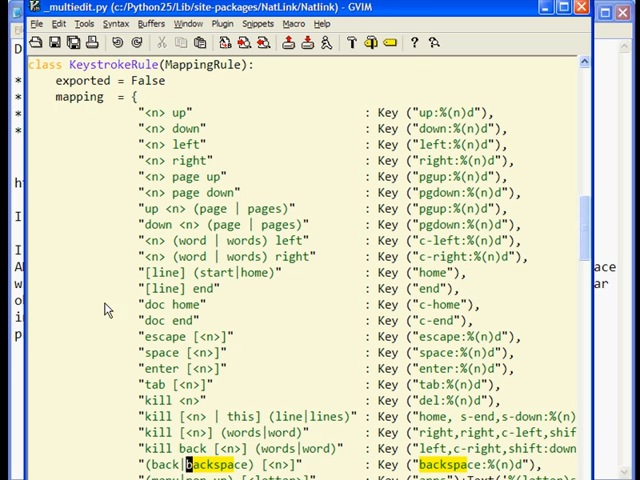 _multiedit.py (c:/Python25/Lib/site-packages/NatLink/Natlink) - GVIM
File Edit Tools Syntax Buffers Window Plugin Snippets Macro Help
class KeystrokeRule(MappingRule):
exported = False
mapping = {
"<n> up" : Key ("up:%(n)d"),
"<n> down" : Key ("down:%(n)d"),
"<n> left" : Key ("left:%(n)d"),
"<n> right" : Key ("right:%(n)d"),
"<n> page up" : Key ("pgup:%(n)d"),
"<n> page down" : Key ("pgdown:%(n)d"),
"up <n> (page | pages)" : Key ("pgup:%(n)d"),
"down <n> (page | pages)" : Key ("pgdown:%(n)d"),
"<n> (word | words) left" : Key ("c-left:%(n)d"),
"<n> (word | words) right" : Key ("c-right:%(n)d"),
"[line] (start|home)" : Key ("home"),
"[line] end" : Key ("end"),
"doc home" : Key ("c-home"),
"doc end" : Key ("c-end"),
"escape [<n>]" : Key ("escape:%(n)d"),
"space [<n>]" : Key ("space:%(n)d"),
"enter [<n>]" : Key ("enter:%(n)d"),
"tab [<n>]" : Key ("tab:%(n)d"),
"kill <n>" : Key ("del:%(n)d"),
"kill [<n> | this] (line|lines)" : Key ("home, s-end,s-down:%(n)
"kill [<n>] (words|word)" : Key ("right,right,c-left,shift
"kill back [<n>] (words|word)" : Key ("left,c-right,shift:down
"(back|backspace) [<n>]" : Key ("backspace:%(n)d"),